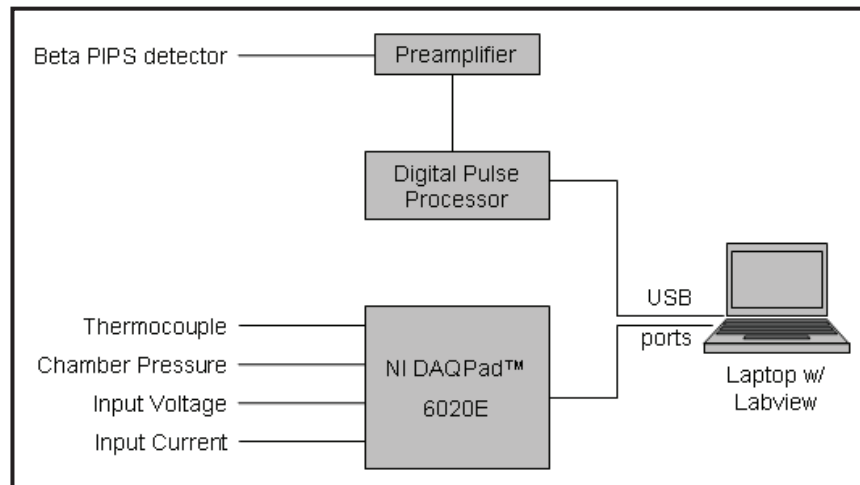 Beta PIPS detector
Preamplifier
Digital Pulse
Processor
USB
ports
Thermocouple
Chamber Pressure
Input Voltage
Input Current
NI DAQPad™
6020E
Laptop w/
Labview